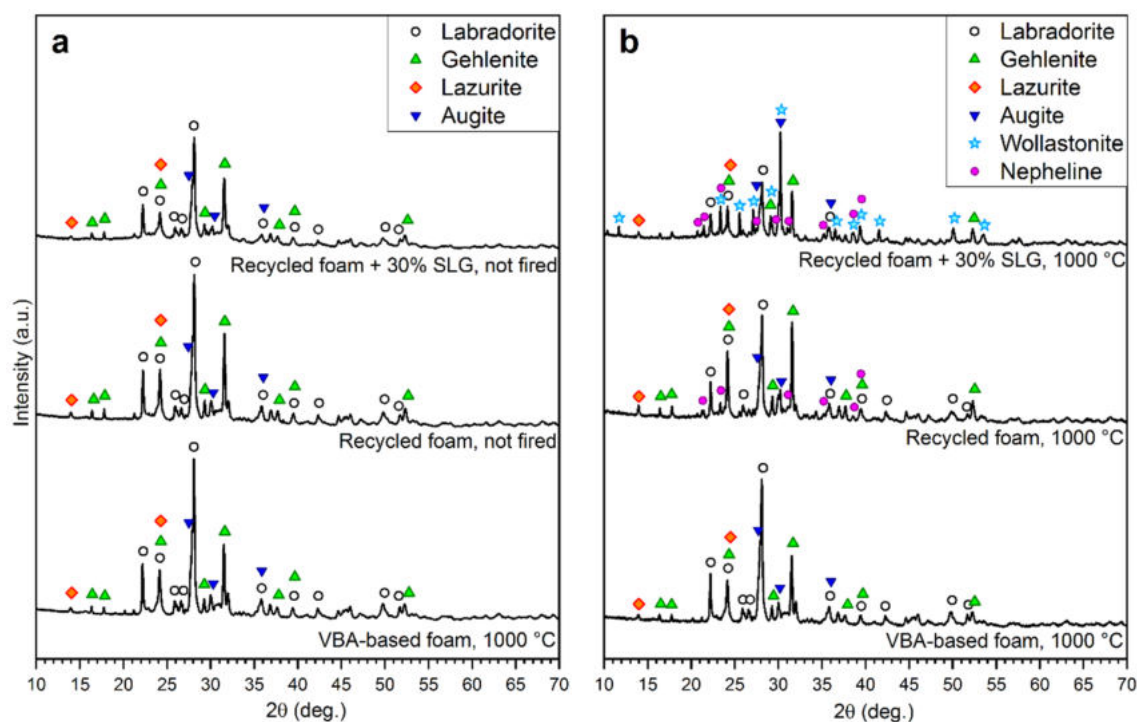 a
Labradorite
Gehlenite
Lazurite
Augite
Recycled foam + 30% SLG, not fired
Recycled foam, not fired
VBA-based foam, 1000 °C
Intensity (a.u.)
10 15 20 25 30 35 40 45 50 55 60 65 70
2θ (deg.)
b
Labradorite
Gehlenite
Lazurite
Augite
Wollastonite
Nepheline
Recycled foam + 30% SLG, 1000 °C
Recycled foam, 1000 °C
VBA-based foam, 1000 °C
10 15 20 25 30 35 40 45 50 55 60 65 70
2θ (deg.)